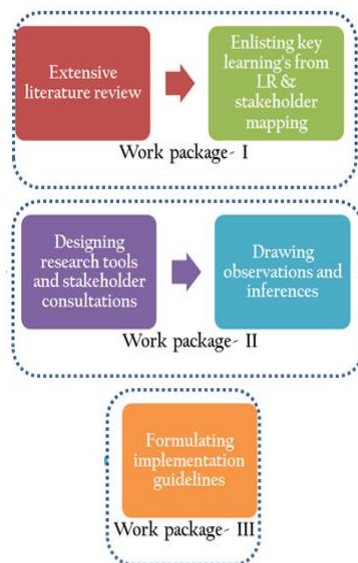 Extensive
literature review
Enlisting key
learning's from
LR &
stakeholder
mapping
Work package- I
Designing
research tools
and stakeholder
consultations
Drawing
observations and
inferences
Work package- II
Formulating
implementation
guidelines
Work package- III